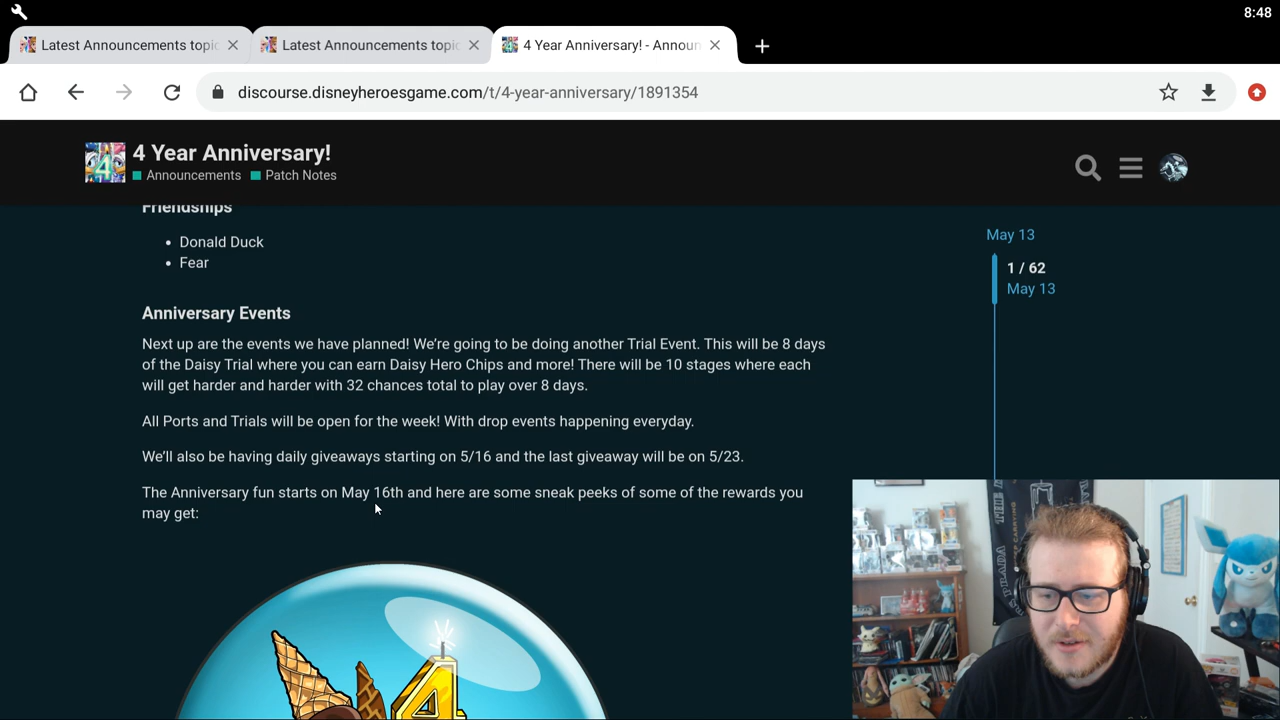 8:48
Latest Announcements topic
Latest Announcements topic
4 Year Anniversary! - Announ
discourse.disneyheroesgame.com/t/4-year-anniversary/1891354
4 Year Anniversary!
Announcements Patch Notes
Friendships
Donald Duck
Fear
Anniversary Events
Next up are the events we have planned! We're going to be doing another Trial Event. This will be 8 days
of the Daisy Trial where you can earn Daisy Hero Chips and more! There will be 10 stages where each
will get harder and harder with 32 chances total to play over 8 days.
All Ports and Trials will be open for the week! With drop events happening everyday.
We'll also be having daily giveaways starting on 5/16 and the last giveaway will be on 5/23.
The Anniversary fun starts on May 16th and here are some sneak peeks of some of the rewards you
may get:
4
May 13
1 / 62
May 13